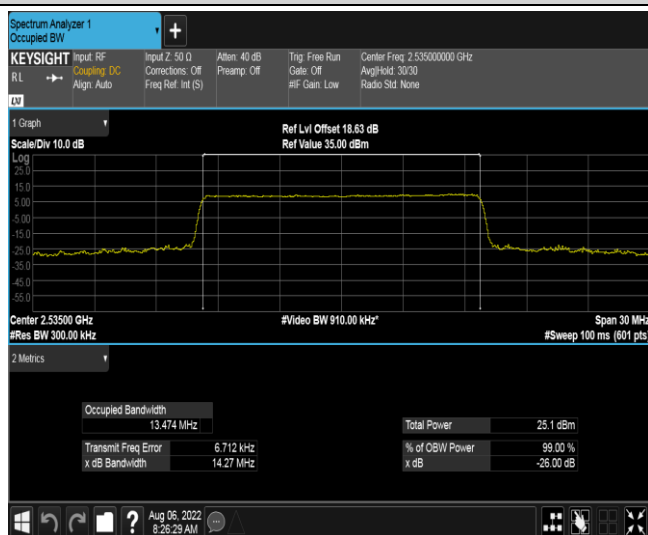 Spectrum Analyzer 1
Occupied BW
+
KEYSIGHT
Input: RF
Input Z: 50 Ω
Atten: 40 dB
Trig: Free Run
Center Freq: 2.535000000 GHz
R L
Coupling: DC
Corrections: Off
Preamp: Off
Gate: Off
Avg|Hold: 30/30
Align: Auto
Freq Ref: Int (S)
#IF Gain: Low
Radio Std: None
LXI
1 Graph
Ref Lvl Offset 18.63 dB
Scale/Div 10.0 dB
Ref Value 35.00 dBm
Log
25.0
15.0
5.00
-5.00
-15.0
-25.0
-35.0
-45.0
-55.0
Center 2.53500 GHz
#Video BW 910.00 kHz*
Span 30 MHz
#Res BW 300.00 kHz
#Sweep 100 ms (601 pts)
2 Metrics
Occupied Bandwidth
13.474 MHz
Total Power 25.1 dBm
Transmit Freq Error 6.712 kHz
% of OBW Power 99.00 %
x dB Bandwidth 14.27 MHz
x dB -26.00 dB
?
Aug 06, 2022
8:26:29 AM